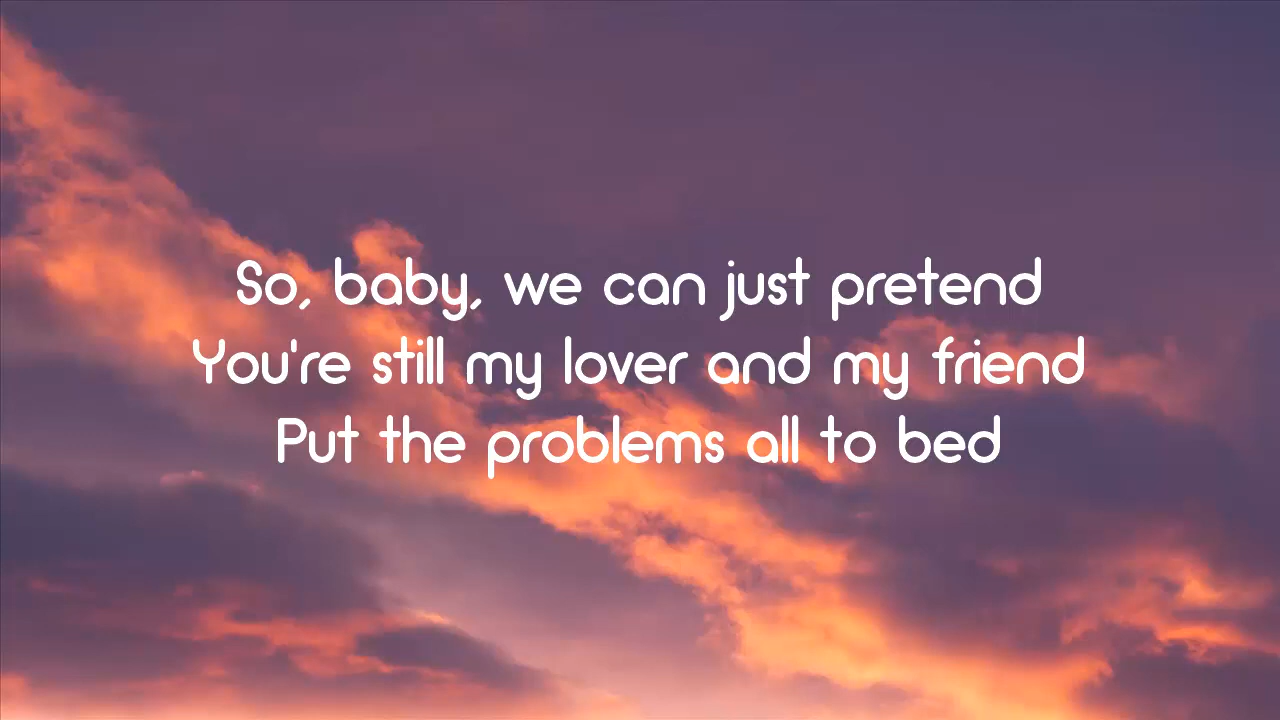 So, baby, we can just pretend
You're still my lover and my friend
Put the problems all to bed